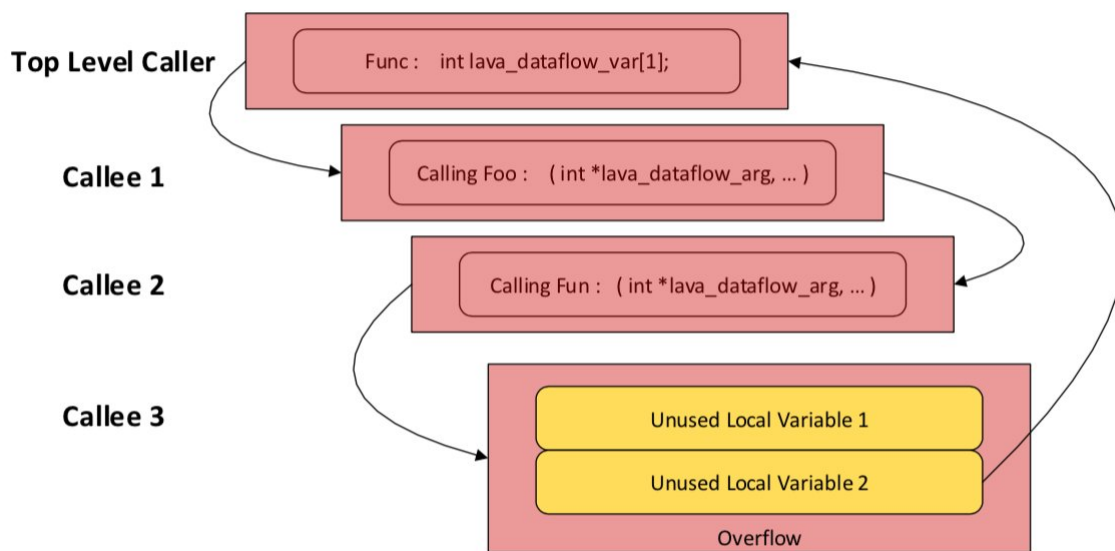 Top Level Caller
Func :    int lava_dataflow_var[1];
Callee 1
Calling Foo :    ( int *lava_dataflow_arg, ... )
Callee 2
Calling Fun :   ( int *lava_dataflow_arg, ... )
Callee 3
Unused Local Variable 1
Unused Local Variable 2
Overflow